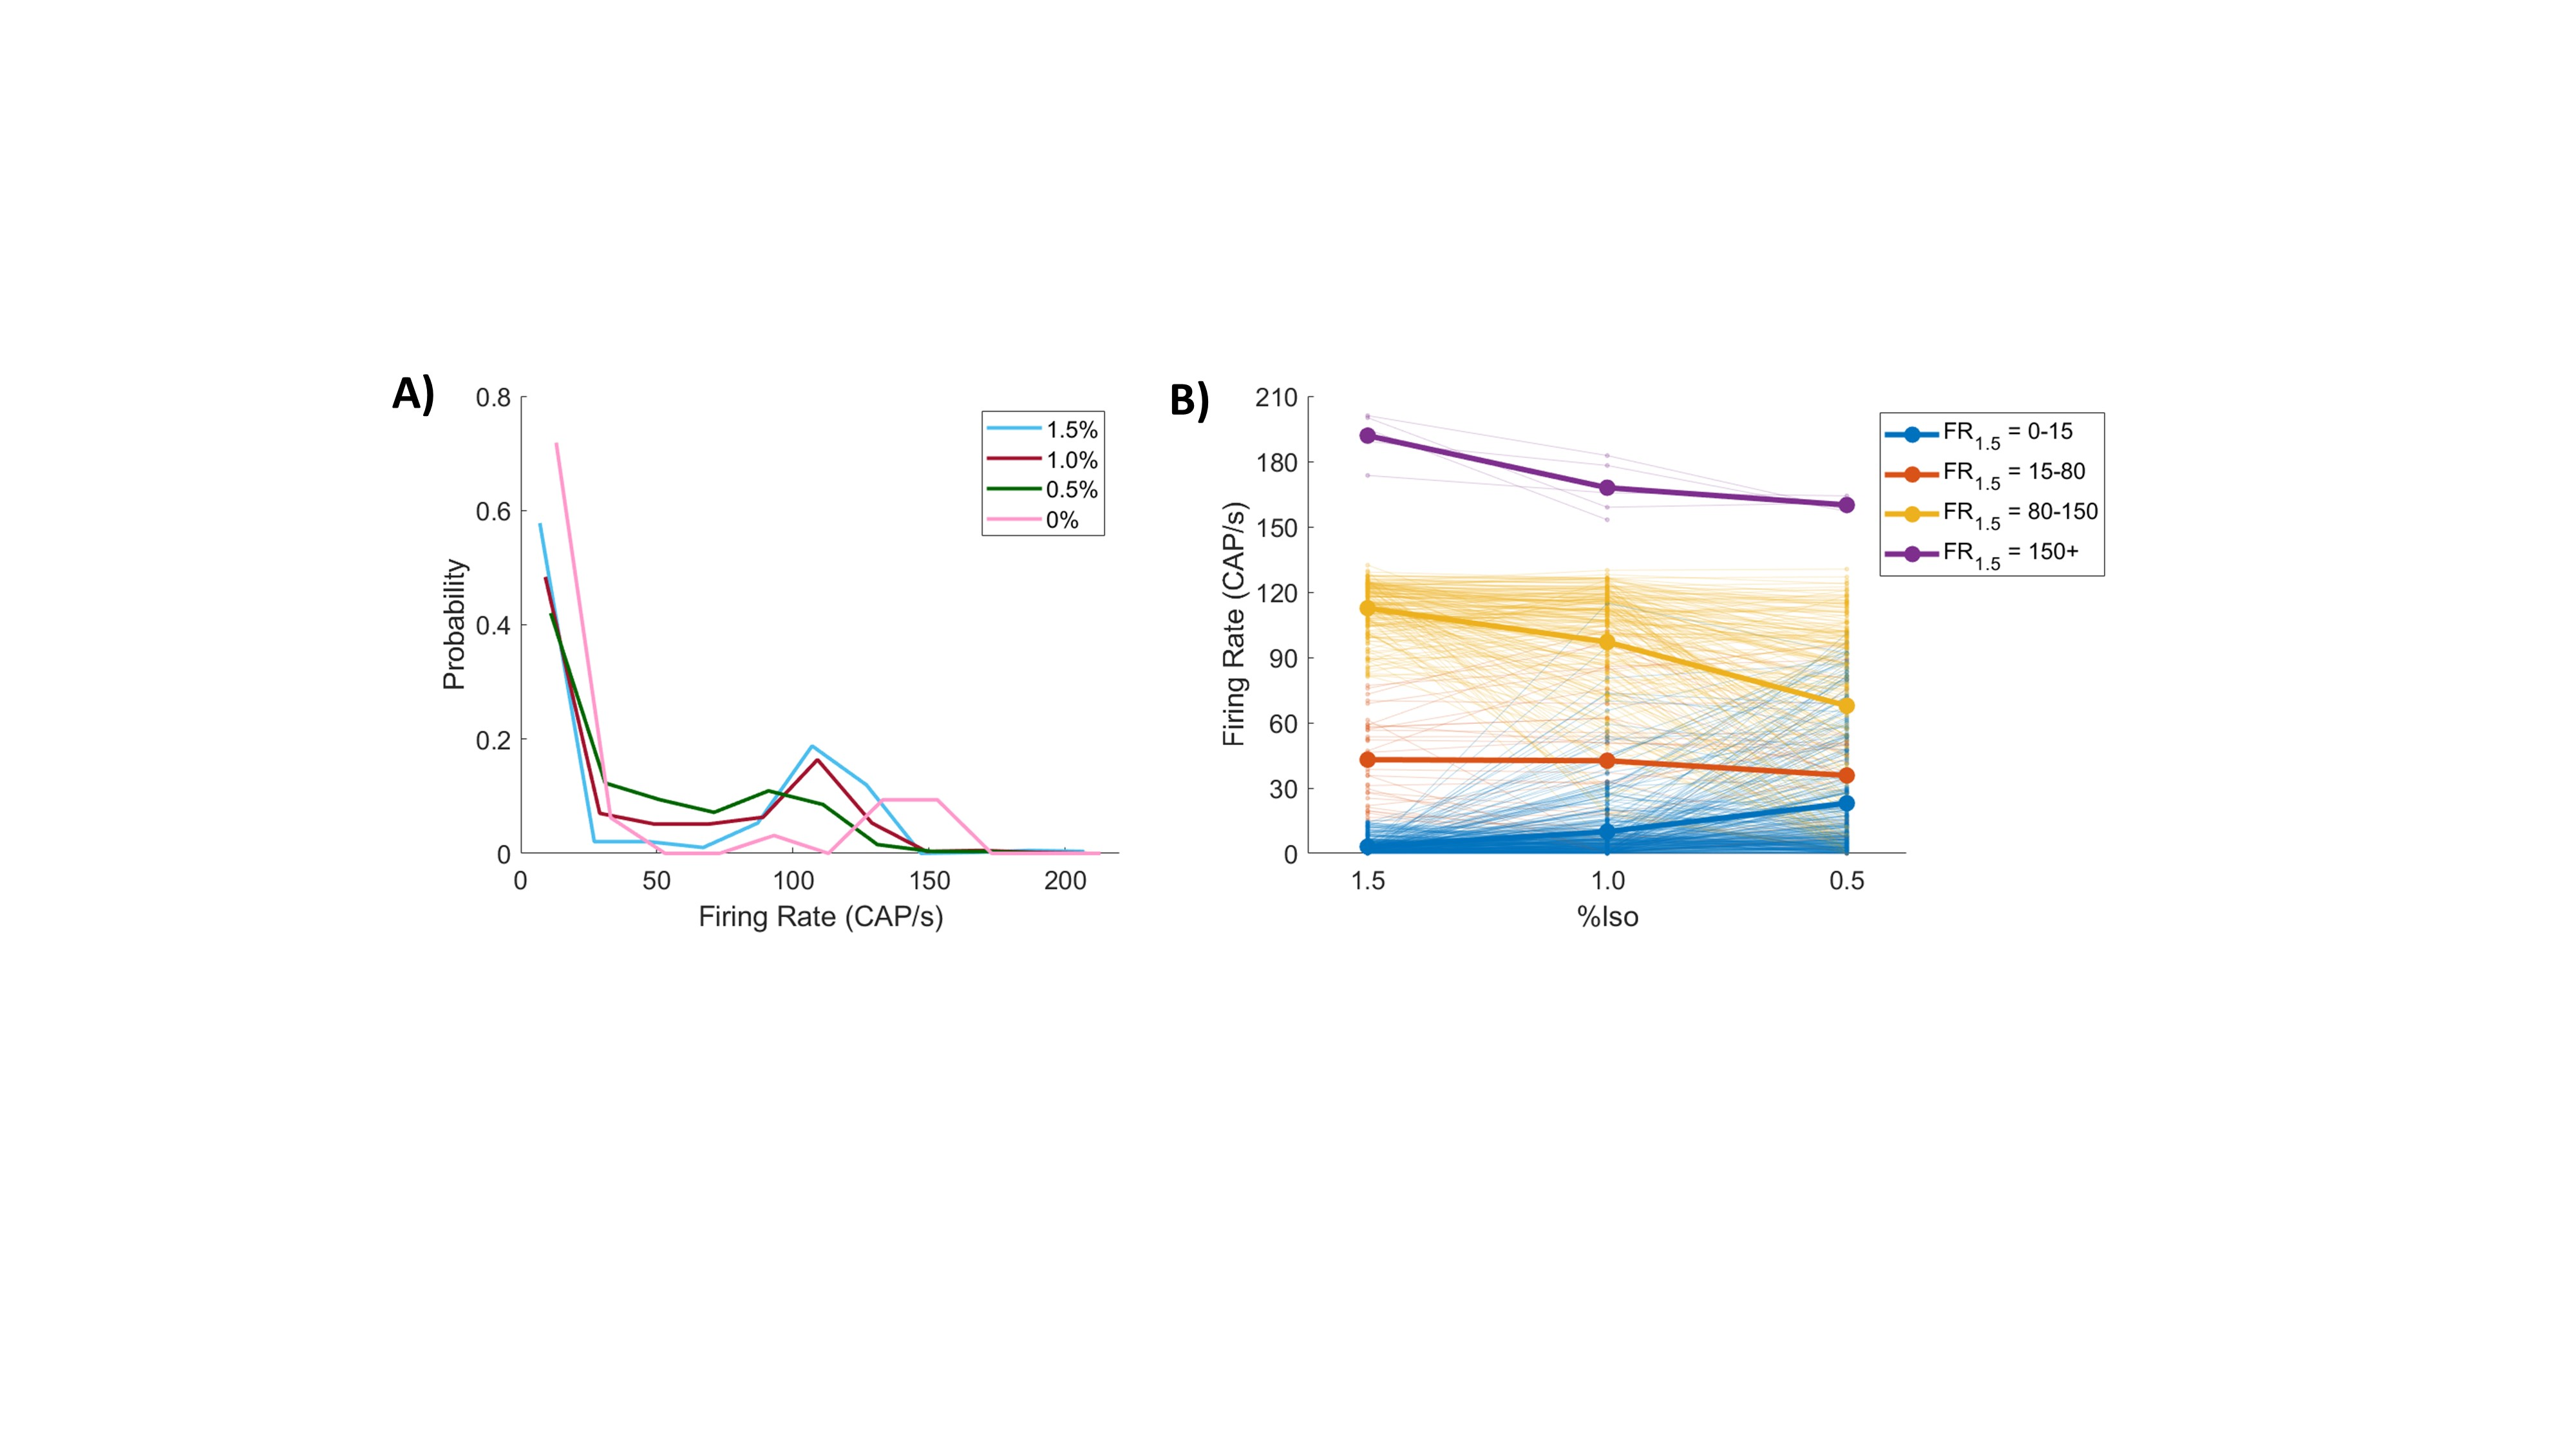 A)
0.8
0.6
0.4
0.2
0
Probability
0 50 100 150 200
Firing Rate (CAP/s)
1.5%
1.0%
0.5%
0%
B)
210
180
150
120
90
60
30
0
Firing Rate (CAP/s)
1.5 1.0 0.5
%Iso
FR1.5 = 0-15
FR1.5 = 15-80
FR1.5 = 80-150
FR1.5 = 150+